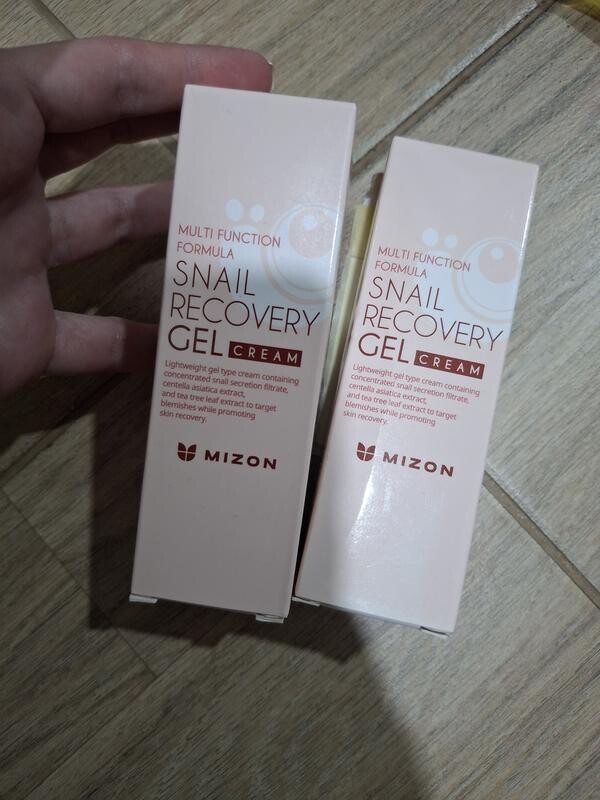 MULTI FUNCTION
FORMULA
SNAIL
RECOVERY
GEL CREAM
Lightweight gel type cream containing
concentrated snail secretion filtrate,
centella asiatica extract,
and tea tree leaf extract to target
blemishes while promoting
skin recovery.
MIZON
MULTI FUNCTION
FORMULA
SNAIL
RECOVERY
GEL CREAM
Lightweight gel type cream containing
concentrated snail secretion filtrate,
centella asiatica extract,
and tea tree leaf extract to target
blemishes while promoting
skin recovery.
MIZON